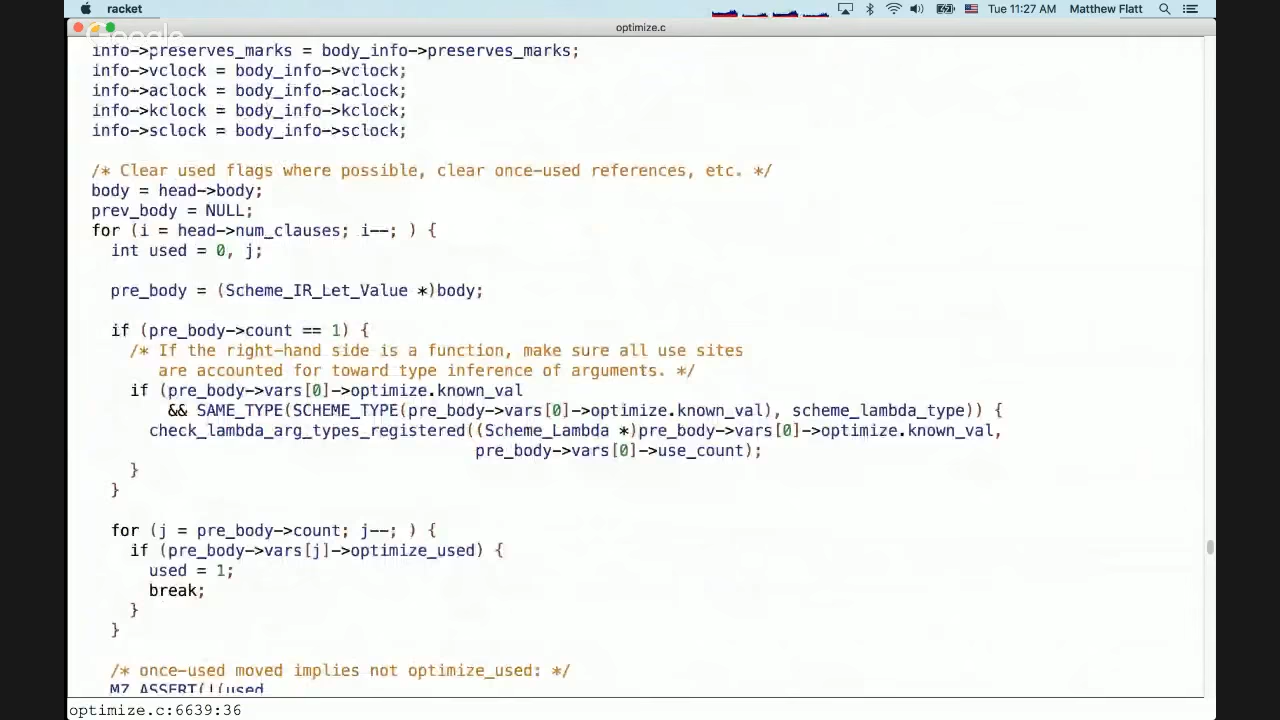 racket
Tue 11:27 AM Matthew Flatt
optimize.c
Google
info->preserves_marks = body_info->preserves_marks;
info->vclock = body_info->vclock;
info->aclock = body_info->aclock;
info->kclock = body_info->kclock;
info->sclock = body_info->sclock;
/* Clear used flags where possible, clear once-used references, etc. */
body = head->body;
prev_body = NULL;
for (i = head->num_clauses; i--; ) {
int used = 0, j;
pre_body = (Scheme_IR_Let_Value *)body;
if (pre_body->count == 1) {
/* If the right-hand side is a function, make sure all use sites
are accounted for toward type inference of arguments. */
if (pre_body->vars[0]->optimize.known_val
&& SAME_TYPE(SCHEME_TYPE(pre_body->vars[0]->optimize.known_val), scheme_lambda_type)) {
check_lambda_arg_types_registered((Scheme_Lambda *)pre_body->vars[0]->optimize.known_val,
pre_body->vars[0]->use_count);
}
}
for (j = pre_body->count; j--; ) {
if (pre_body->vars[j]->optimize_used) {
used = 1;
break;
}
}
/* once-used moved implies not optimize_used: */
MZ_ASSERT(!(used
optimize.c:6639:36